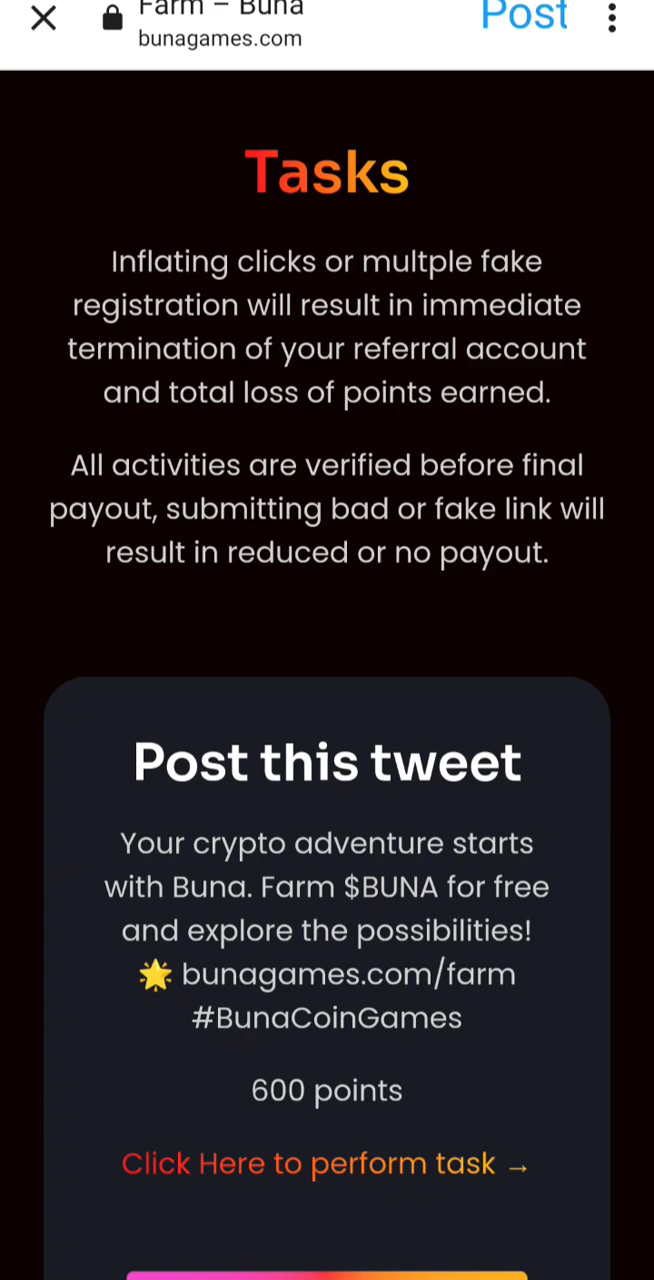 Farm – Buna
bunagames.com
Post
Tasks
Inflating clicks or multple fake
registration will result in immediate
termination of your referral account
and total loss of points earned.
All activities are verified before final
payout, submitting bad or fake link will
result in reduced or no payout.
Post this tweet
Your crypto adventure starts
with Buna. Farm $BUNA for free
and explore the possibilities!
🌟 bunagames.com/farm
#BunaCoinGames
600 points
Click Here to perform task →